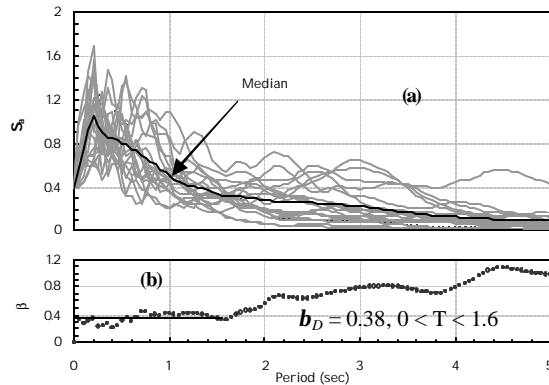 2
1.6
1.2
0.8
0.4
0
Sa
Median
(a)
1.2
0.8
0.4
0
β
(b)
b_D = 0.38, 0 < T < 1.6
0 1 2 3 4 5
Period (sec)